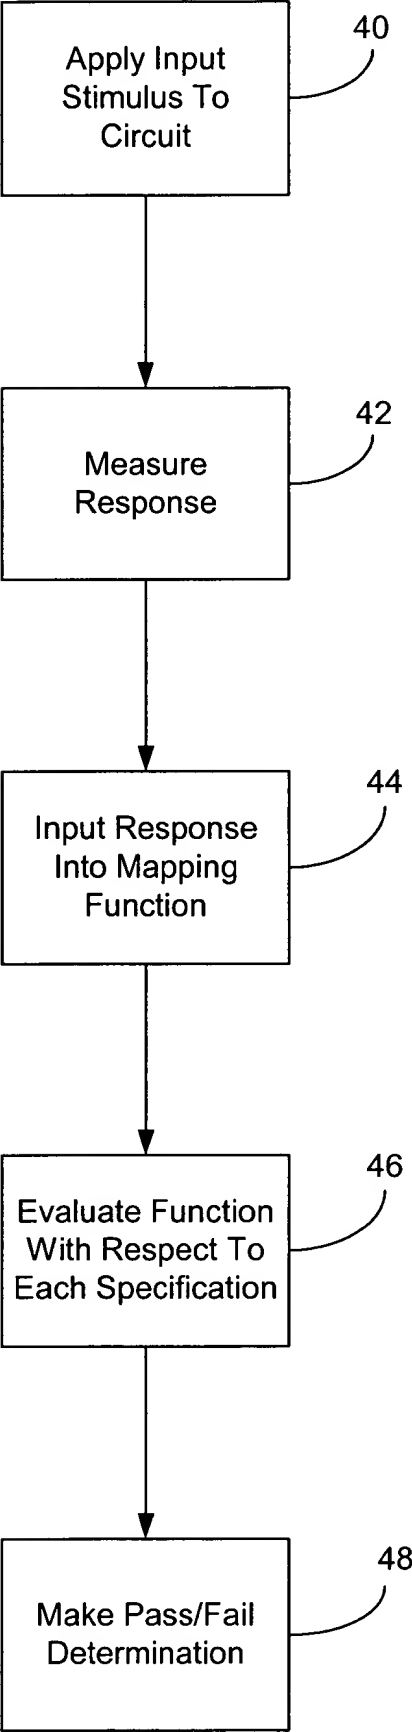 40
Apply Input
Stimulus To
Circuit
42
Measure
Response
44
Input Response
Into Mapping
Function
46
Evaluate Function
With Respect To
Each Specification
48
Make Pass/Fail
Determination